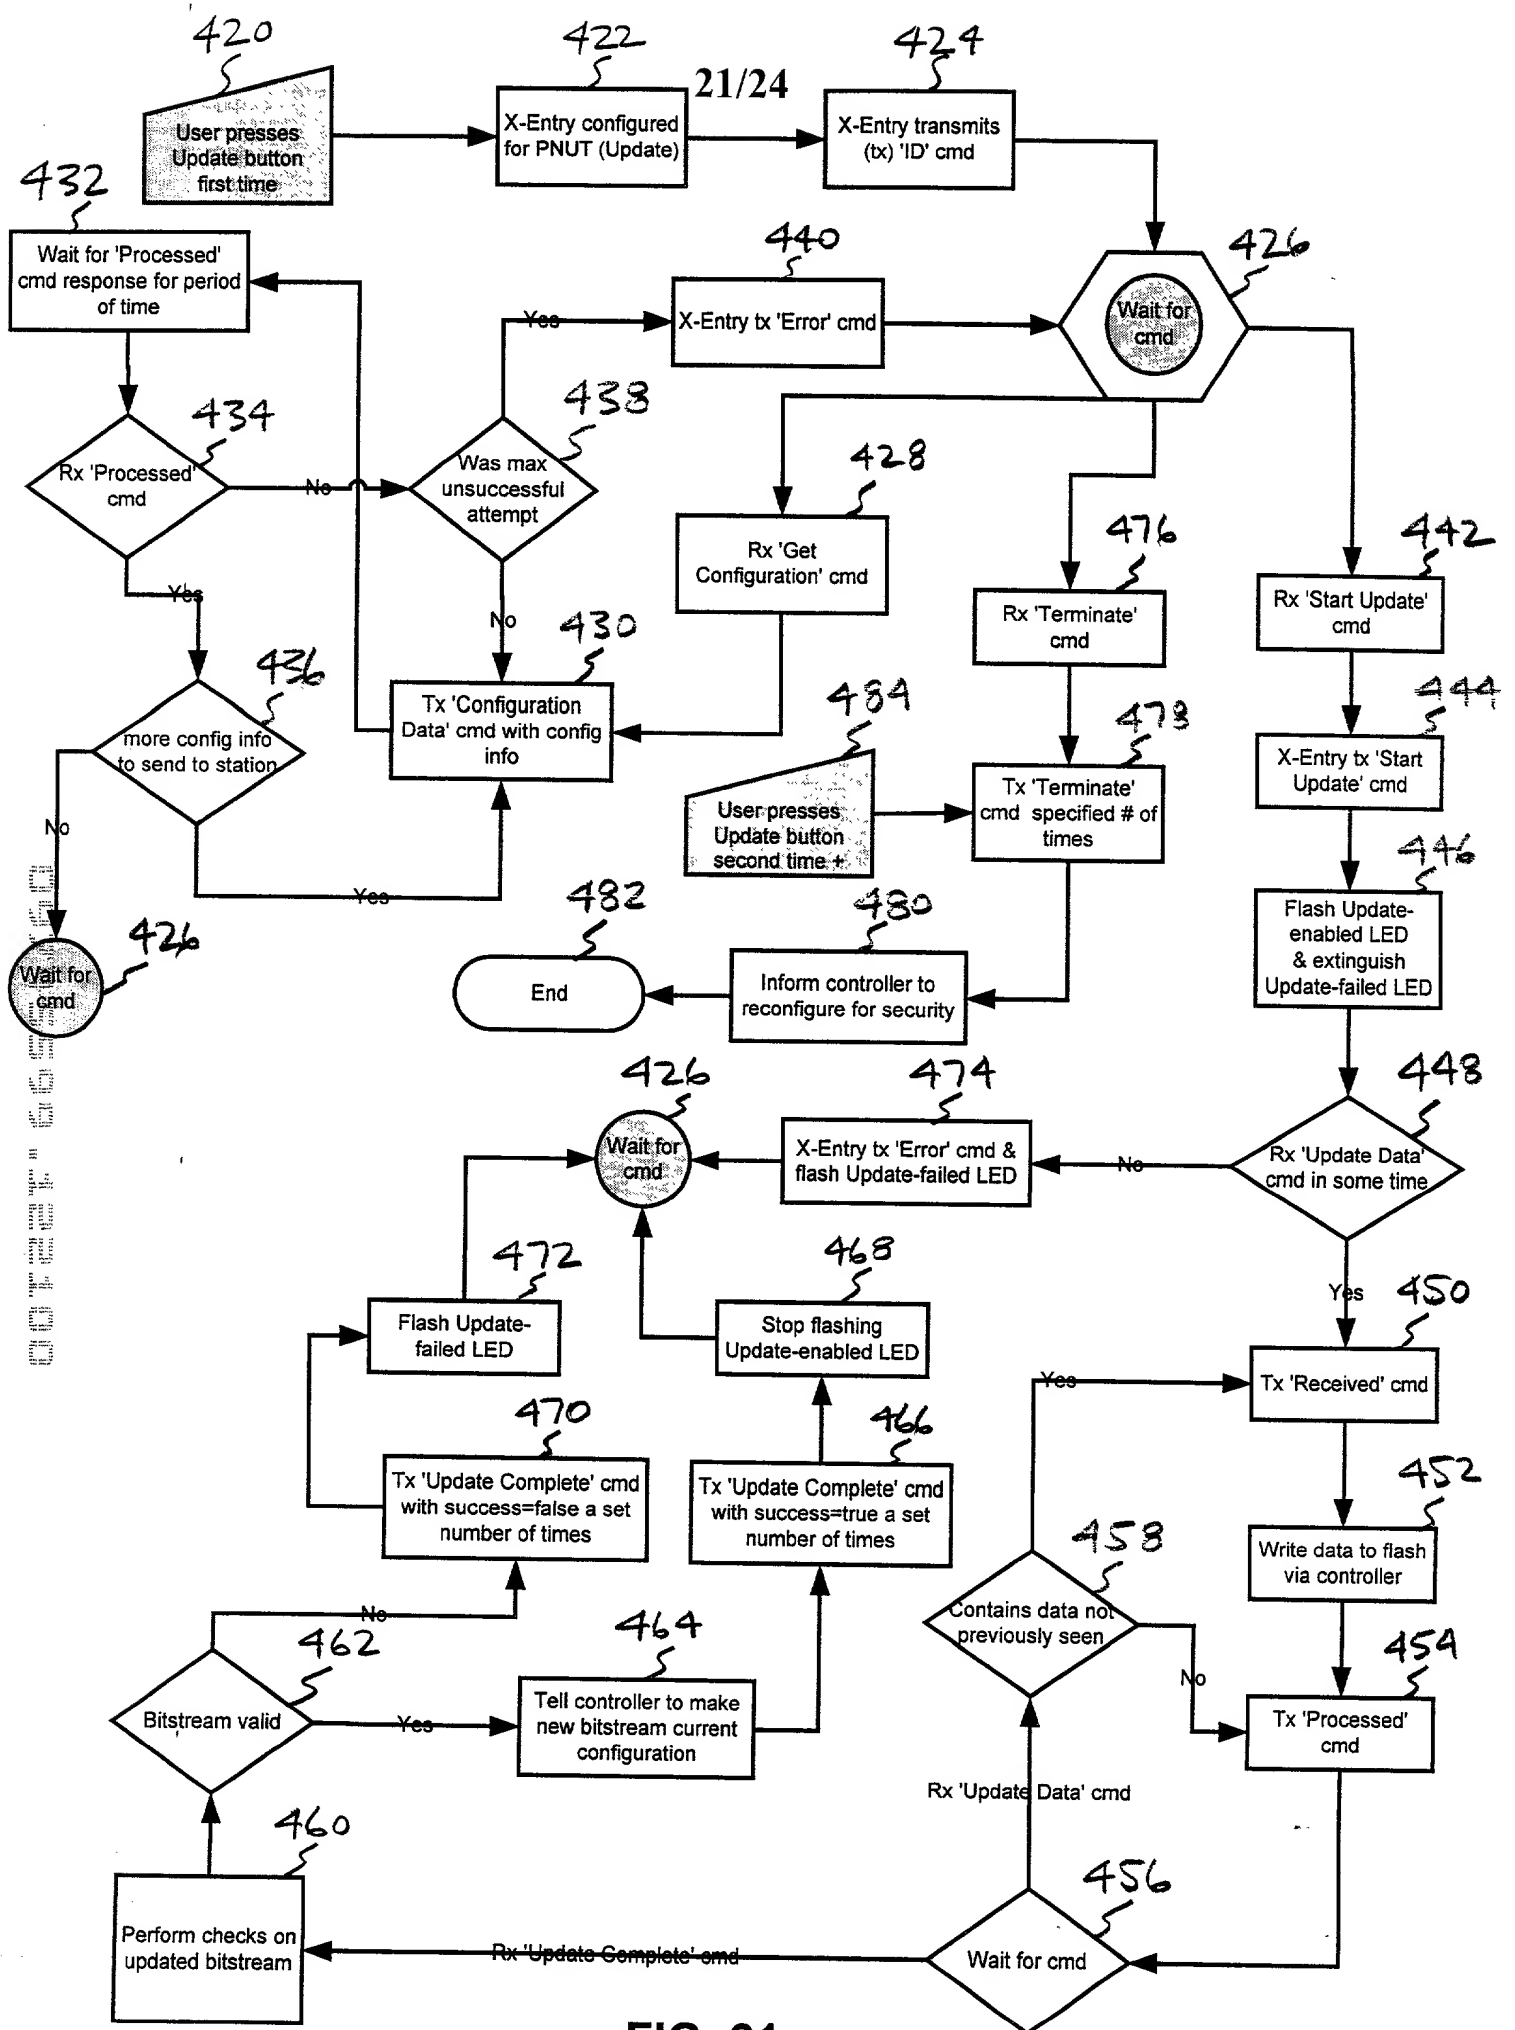 420
422
424
21/24
User presses
Update button
first time
X-Entry configured
for PNUT (Update)
X-Entry transmits
(tx) 'ID' cmd
432
Wait for 'Processed'
cmd response for period
of time
440
426
Yes
X-Entry tx 'Error' cmd
Wait for
cmd
434
438
Rx 'Processed'
cmd
No
Was max
unsuccessful
attempt
428
Rx 'Get
Configuration' cmd
476
442
Rx 'Terminate'
cmd
Rx 'Start Update'
cmd
Yes
No
430
436
Tx 'Configuration
Data' cmd with config
info
more config info
to send to station
484
478
444
User presses
Update button
second time +
Tx 'Terminate'
cmd specified # of
times
X-Entry tx 'Start
Update' cmd
No
Yes
446
Flash Update-
enabled LED
& extinguish
Update-failed LED
426
Wait for
cmd
482
480
End
Inform controller to
reconfigure for security
426
474
448
Wait for
cmd
X-Entry tx 'Error' cmd &
flash Update-failed LED
No
Rx 'Update Data'
cmd in some time
472
468
Yes
450
Flash Update-
failed LED
Stop flashing
Update-enabled LED
Yes
Tx 'Received' cmd
470
466
452
Tx 'Update Complete' cmd
with success=false a set
number of times
Tx 'Update Complete' cmd
with success=true a set
number of times
458
Write data to flash
via controller
No
462
464
Contains data not
previously seen
454
No
Bitstream valid
Yes
Tell controller to make
new bitstream current
configuration
Tx 'Processed'
cmd
Rx 'Update Data' cmd
460
456
Perform checks on
updated bitstream
Rx 'Update Complete' cmd
Wait for cmd